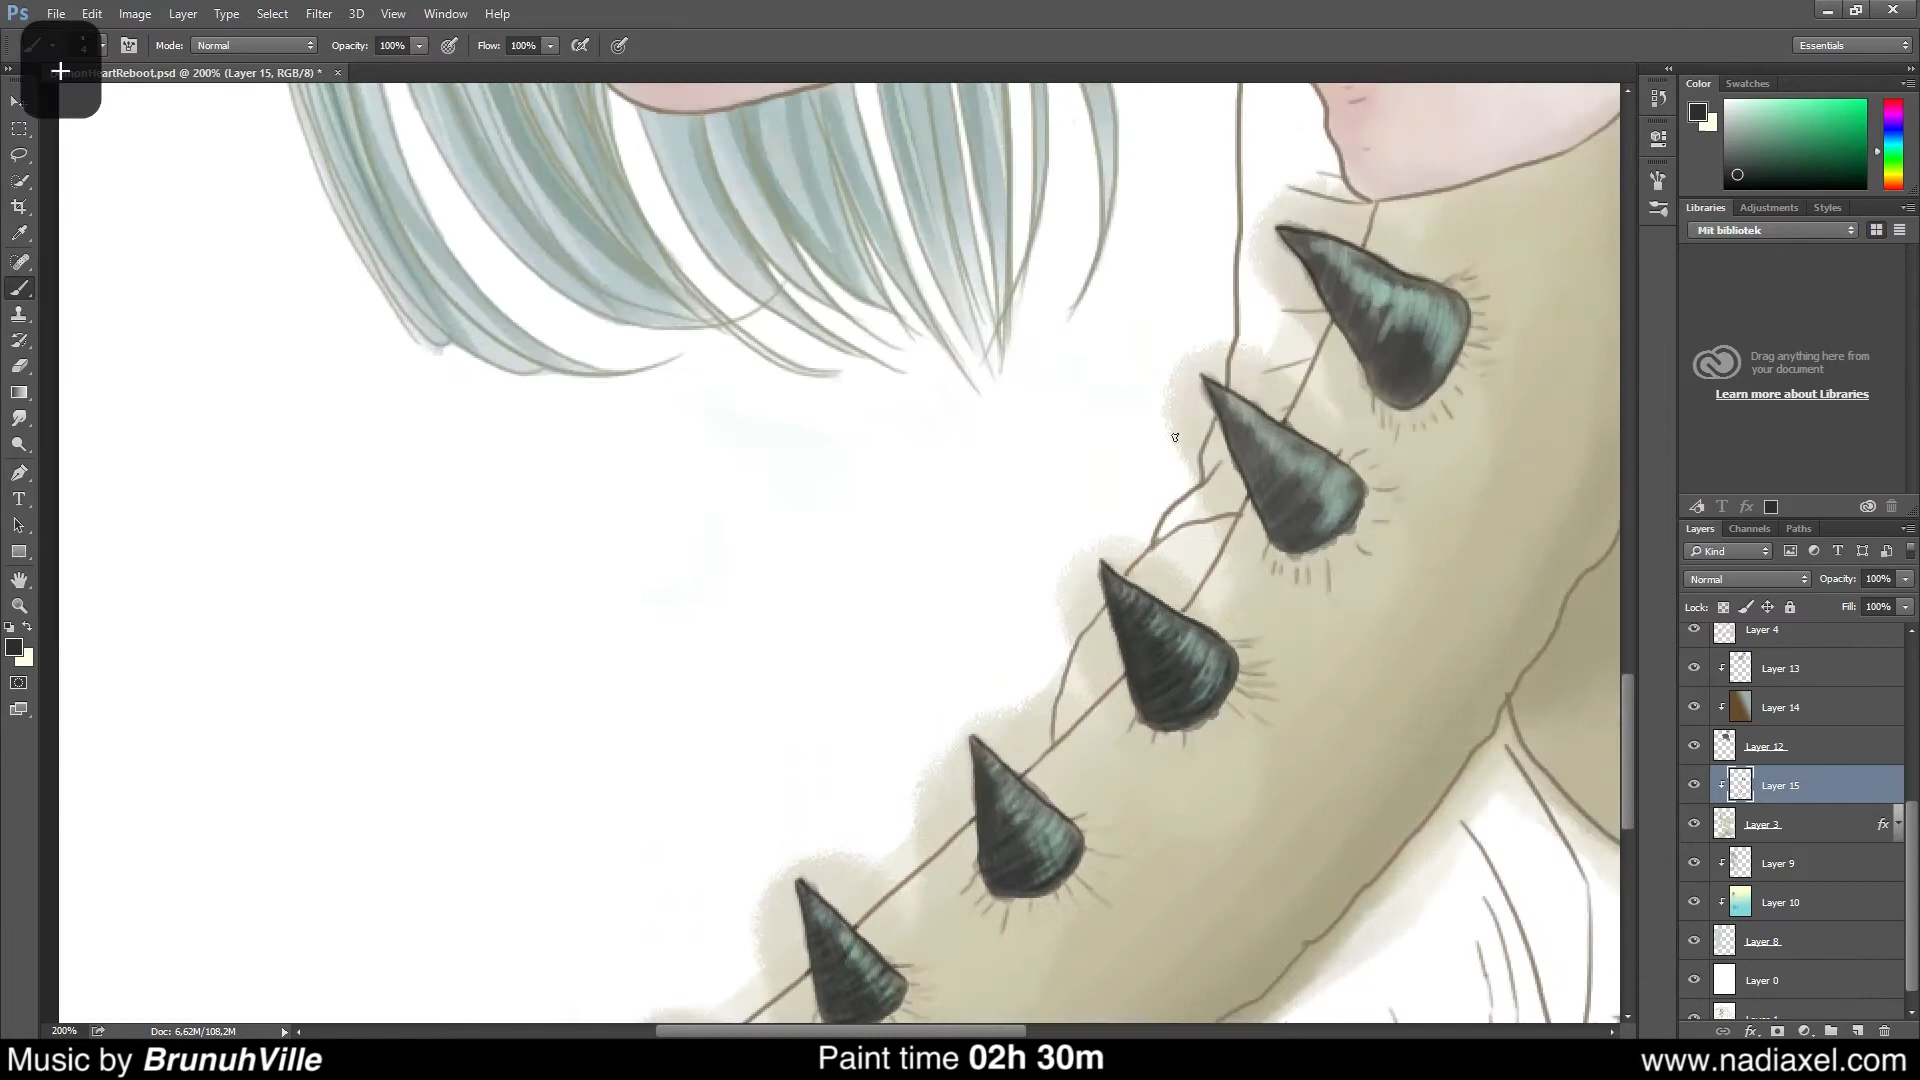 Ps File Edit Image Layer Type Select Filter 3D View Window Help
4 Mode: Normal Opacity: 100% Flow: 100% Essentials
onHeartReboot.psd @ 200% (Layer 15, RGB/8) * ×
Color Swatches
Libraries Adjustments Styles
Mit bibliotek
Drag anything here from
your document
Learn more about Libraries
Layers Channels Paths
Kind
Normal Opacity: 100%
Lock: Fill: 100%
Layer 4
Layer 13
Layer 14
Layer 12
Layer 15
Layer 3 fx
Layer 9
Layer 10
Layer 8
Layer 0
200% Doc: 6,62M/108,2M
Music by BrunuhVille Paint time 02h 30m www.nadiaxel.com